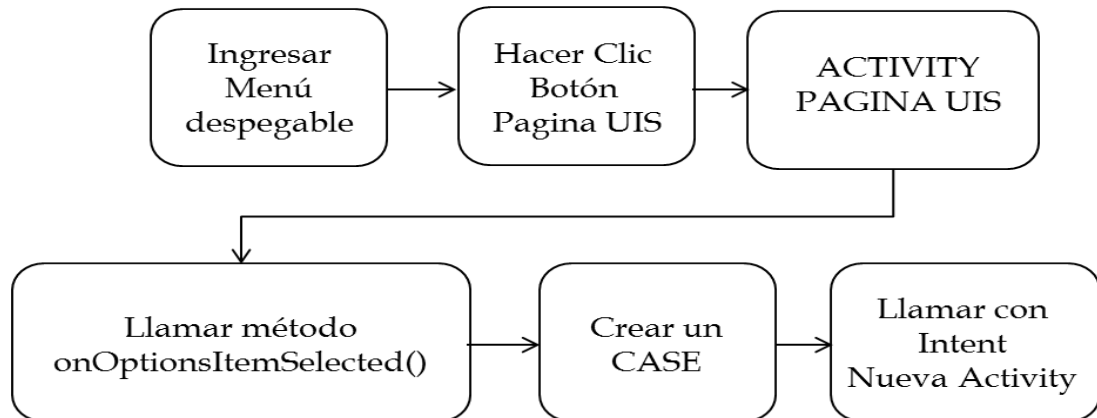 Ingresar
Menú
despegable
Hacer Clic
Botón
Pagina UIS
ACTIVITY
PAGINA UIS
Llamar método
onOptionsItemSelected()
Crear un
CASE
Llamar con
Intent
Nueva Activity